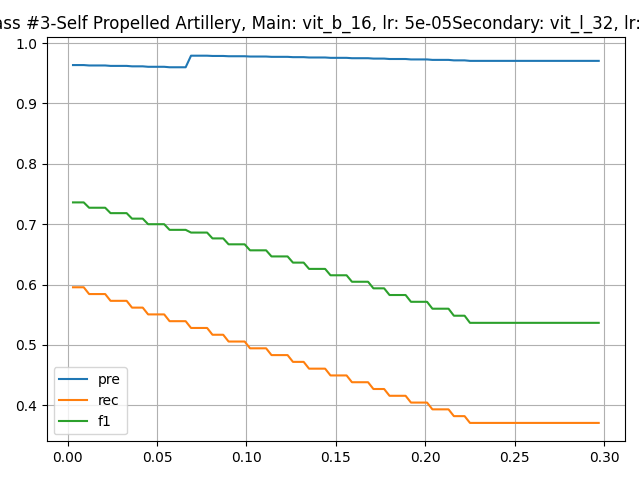 ass #3-Self Propelled Artillery, Main: vit_b_16, lr: 5e-05Secondary: vit_l_32, lr:
1.0
0.9
0.8
0.7
0.6
0.5
0.4
pre
rec
f1
0.00 0.05 0.10 0.15 0.20 0.25 0.30